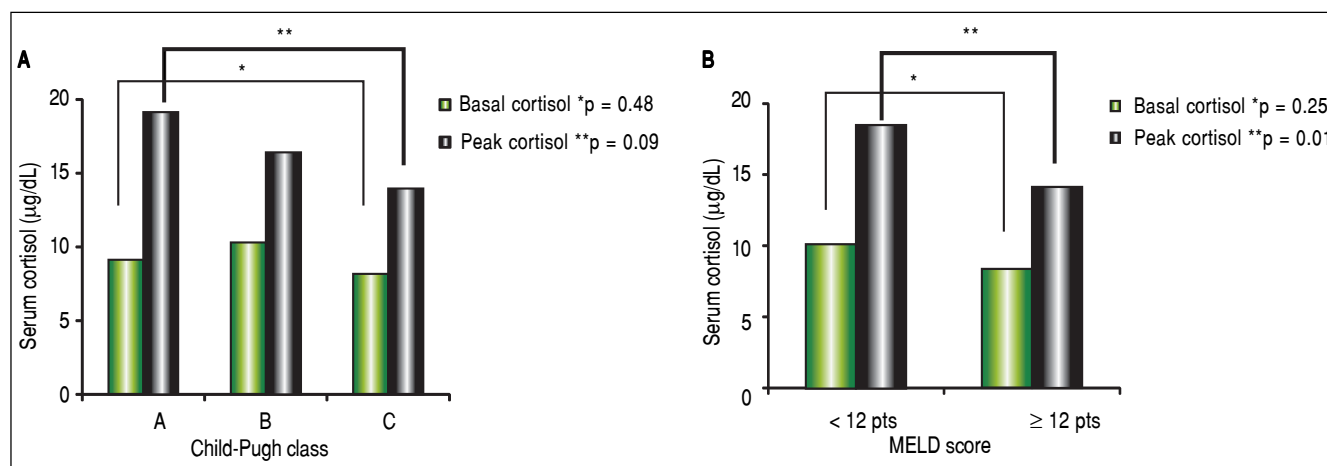 A
**
*
Serum cortisol (µg/dL)
20
15
10
5
0
A B C
Child-Pugh class
Basal cortisol *p = 0.48
Peak cortisol **p = 0.09
B
**
*
Serum cortisol (µg/dL)
20
15
10
5
0
< 12 pts ≥ 12 pts
MELD score
Basal cortisol *p = 0.25
Peak cortisol **p = 0.01